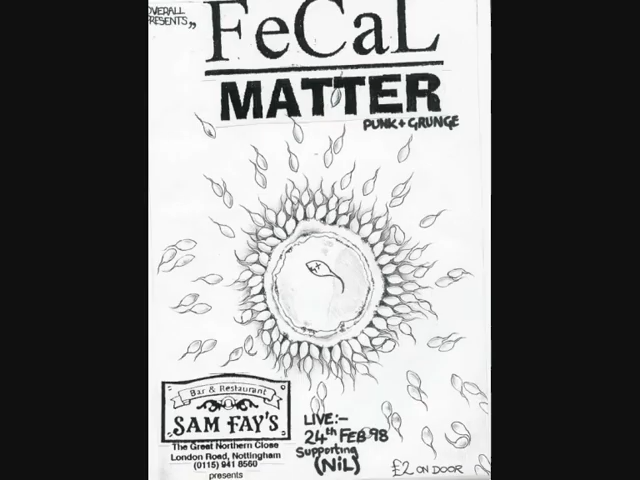 OVERALL
PRESENTS,,
FeCaL
MATTER
PUNK + GRUNGE
Bar & Restaurant
SAM FAY'S
The Great Northern Close
London Road, Nottingham
(0115) 941 8560
presents
LIVE:-
24th FEB 98
Supporting
(NiL)
£2 ON DOOR